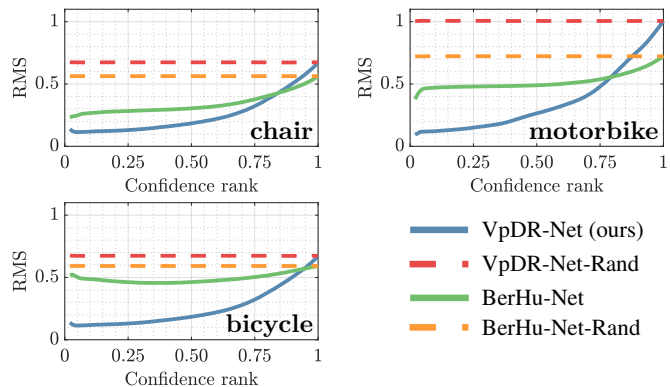 1
0.5
0
RMS
0 0.25 0.50 0.75 1
Confidence rank
chair
1
0.5
0
RMS
0 0.25 0.50 0.75 1
Confidence rank
motorbike
1
0.5
0
RMS
0 0.25 0.50 0.75 1
Confidence rank
bicycle
VpDR-Net (ours)
VpDR-Net-Rand
BerHu-Net
BerHu-Net-Rand